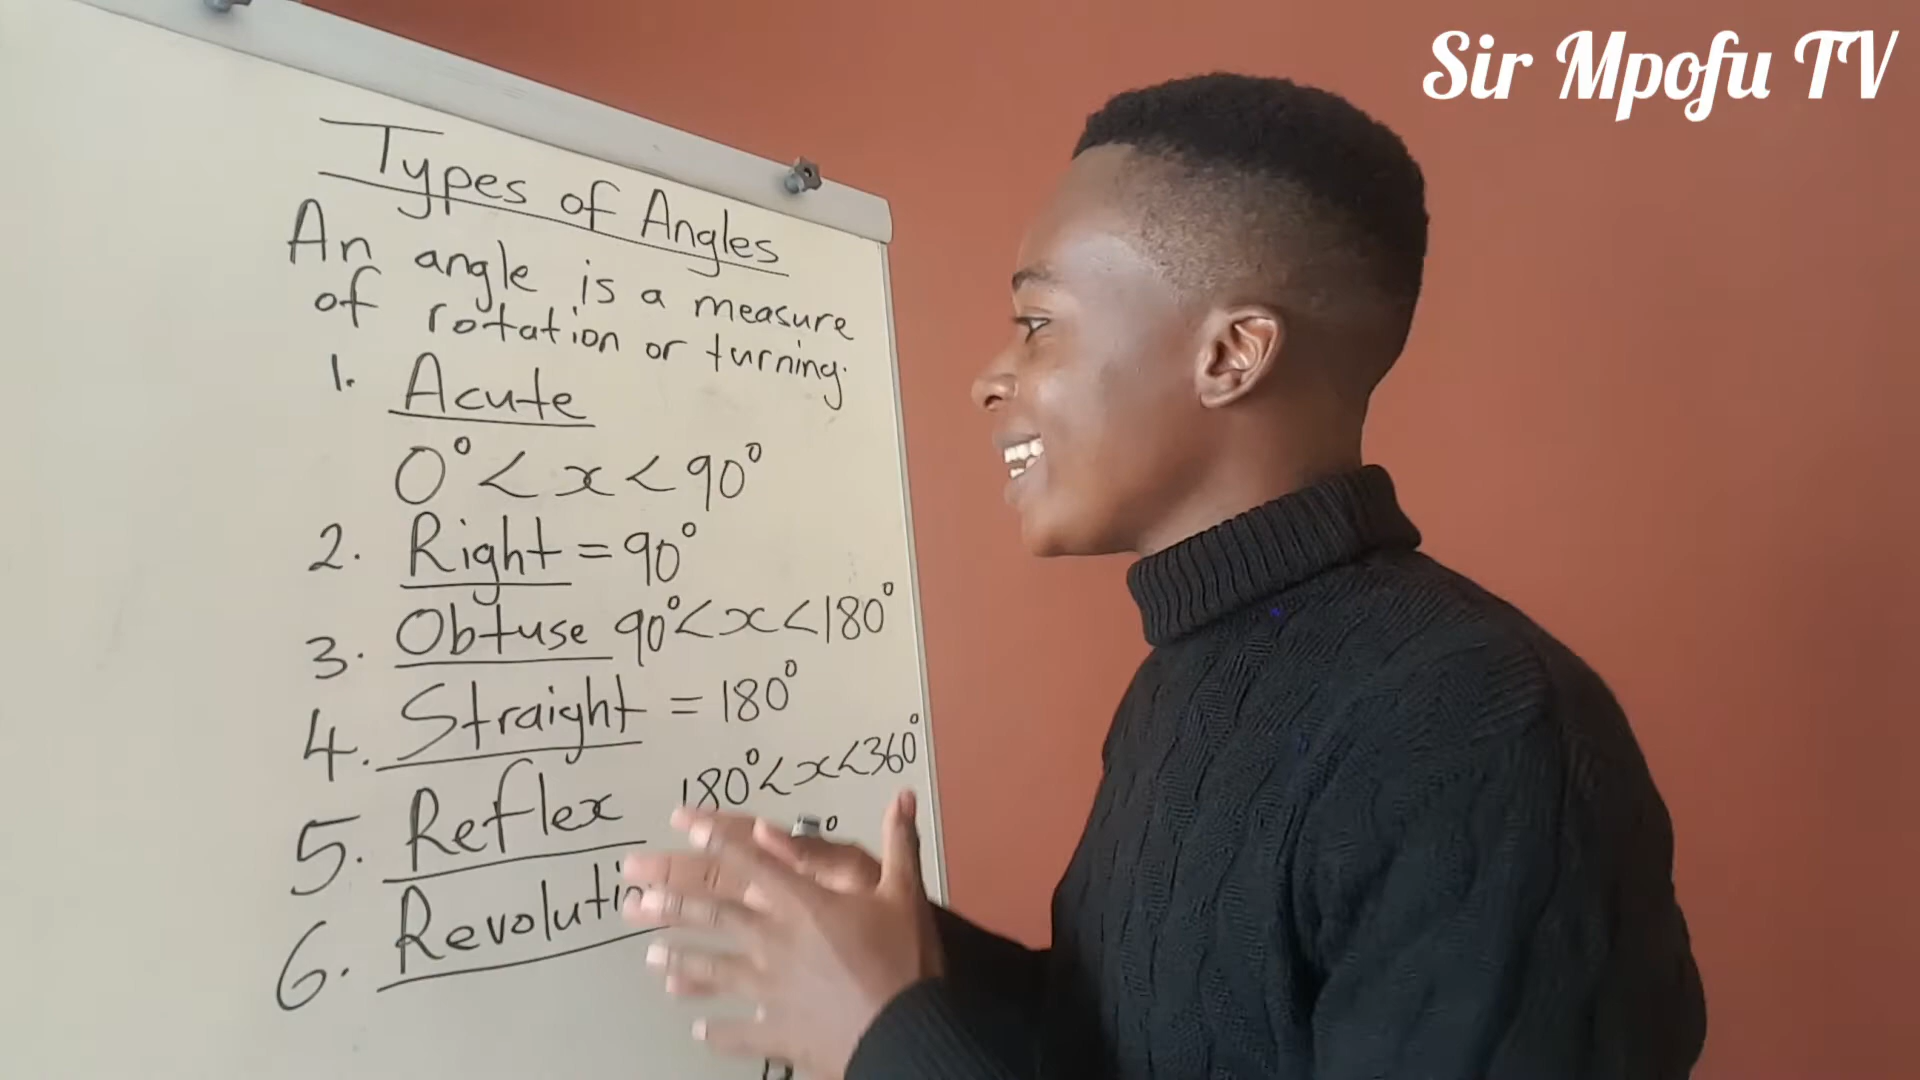 Sir Mpofu TV
Types of Angles
An angle is a measure
of rotation or turning.
1. Acute
0° < x < 90°
2. Right = 90°
3. Obtuse 90° < x < 180°
4. Straight = 180°
5. Reflex 180° < x < 360°
6.